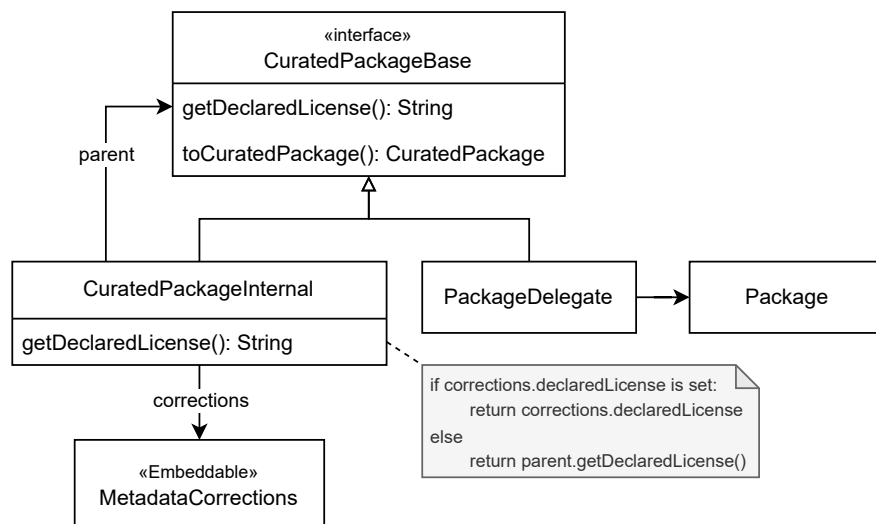 «interface»
CuratedPackageBase
getDeclaredLicense(): String
toCuratedPackage(): CuratedPackage
parent
CuratedPackageInternal
getDeclaredLicense(): String
PackageDelegate
Package
corrections
if corrections.declaredLicense is set:
return corrections.declaredLicense
else
return parent.getDeclaredLicense()
«Embeddable»
MetadataCorrections